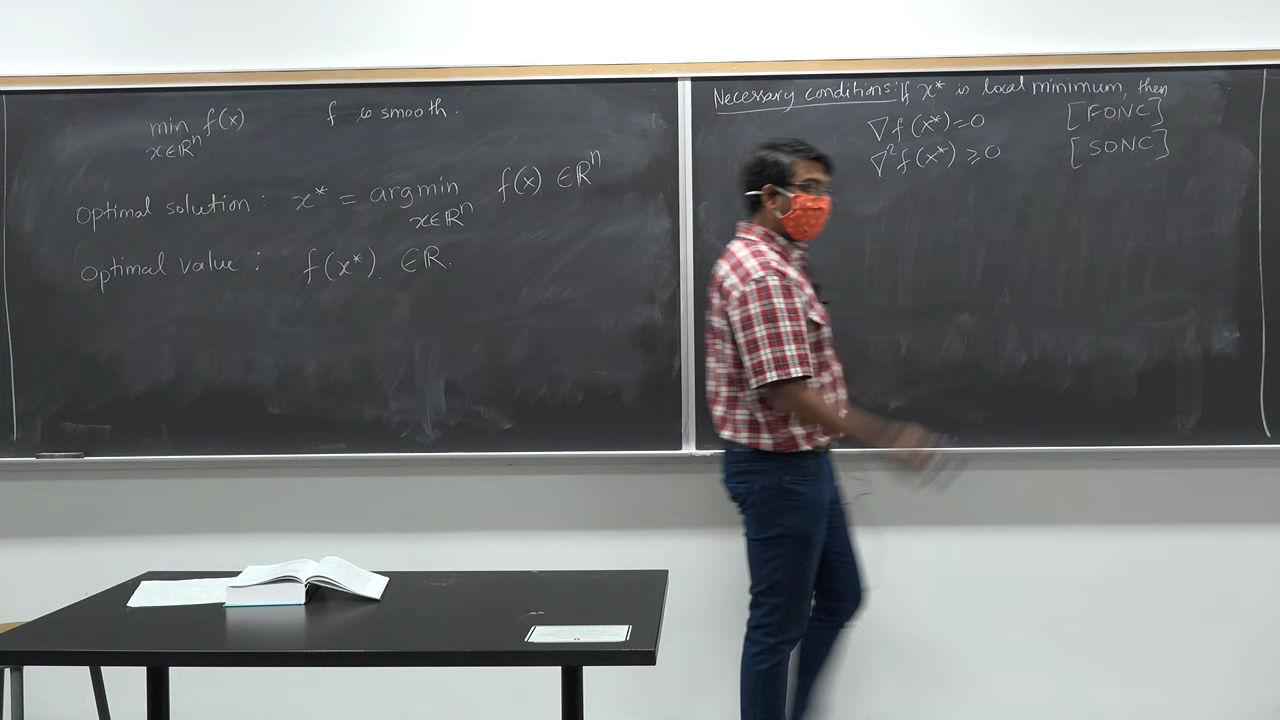 min f(x) f is smooth.
x∈ℝⁿ
Optimal solution: x* = argmin f(x) ∈ℝⁿ
x∈ℝⁿ
Optimal value: f(x*) ∈ℝ.
Necessary conditions: If x* is local minimum, then
∇f(x*)=0 [FONC]
∇²f(x*) ≥0 [SONC]